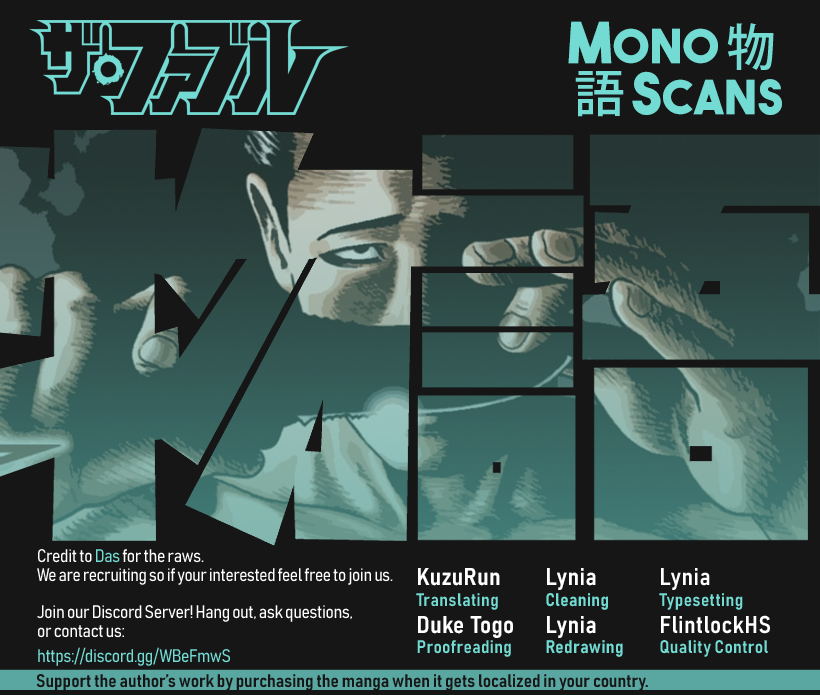 ザ・ファブル
MONO 物
語 SCANS
物語
Credit to Das for the raws.
We are recruiting so if your interested feel free to join us.
Join our Discord Server! Hang out, ask questions,
or contact us:
https://discord.gg/WBeFmwS
KuzuRun Lynia Lynia
Translating Cleaning Typesetting
Duke Togo Lynia FlintlockHS
Proofreading Redrawing Quality Control
Support the author's work by purchasing the manga when it gets localized in your country.